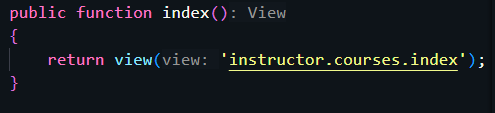 public function index(): View
{
return view(view: 'instructor.courses.index');
}